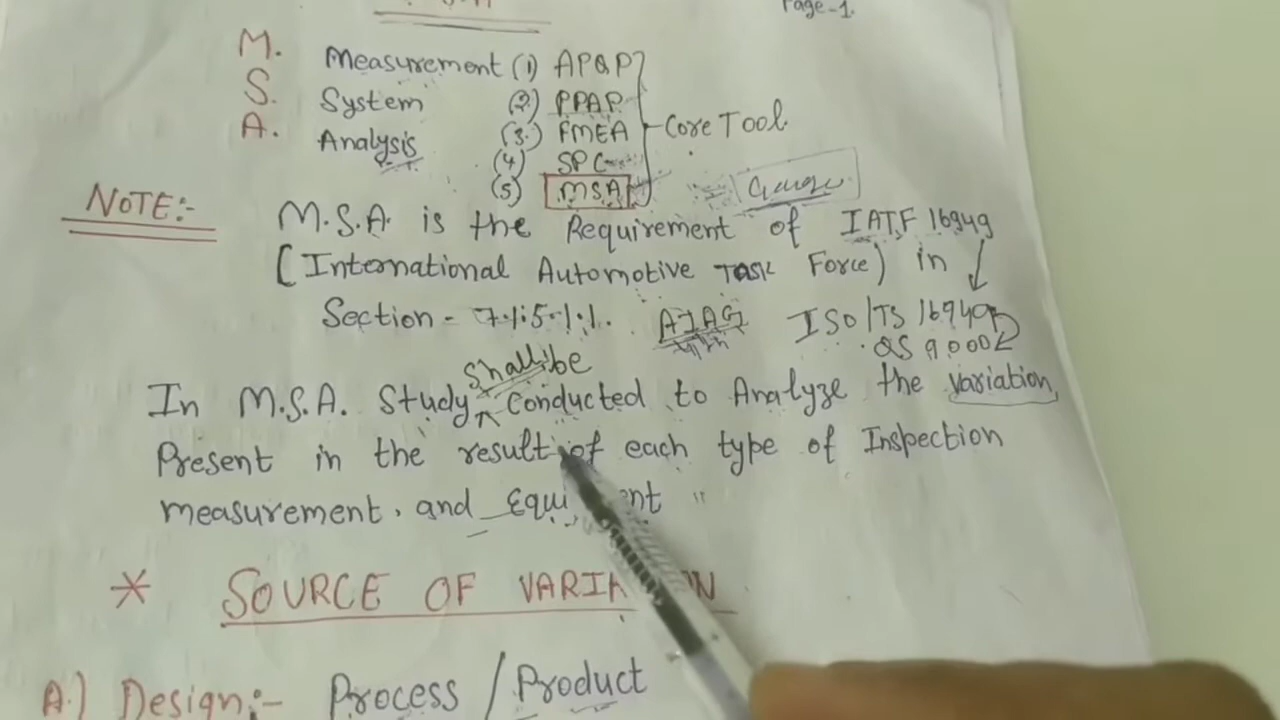 Page-1.
M. Measurement (1) APQP
S. System (2) PPAP
A. Analysis (3.) FMEA Core Tool
(4) SPC
(5) MSA
NOTE:- M.S.A. is the Requirement of IATF 16949
[International Automotive TASK Force) in
Section - 7.1.5.1.1. AIAG ISO/TS 16949
QS 9000
shall be
In M.S.A. Study conducted to Analyze the variation
Present in the result of each type of Inspection
measurement, and
* SOURCE OF
A.) Design:- Process / Product